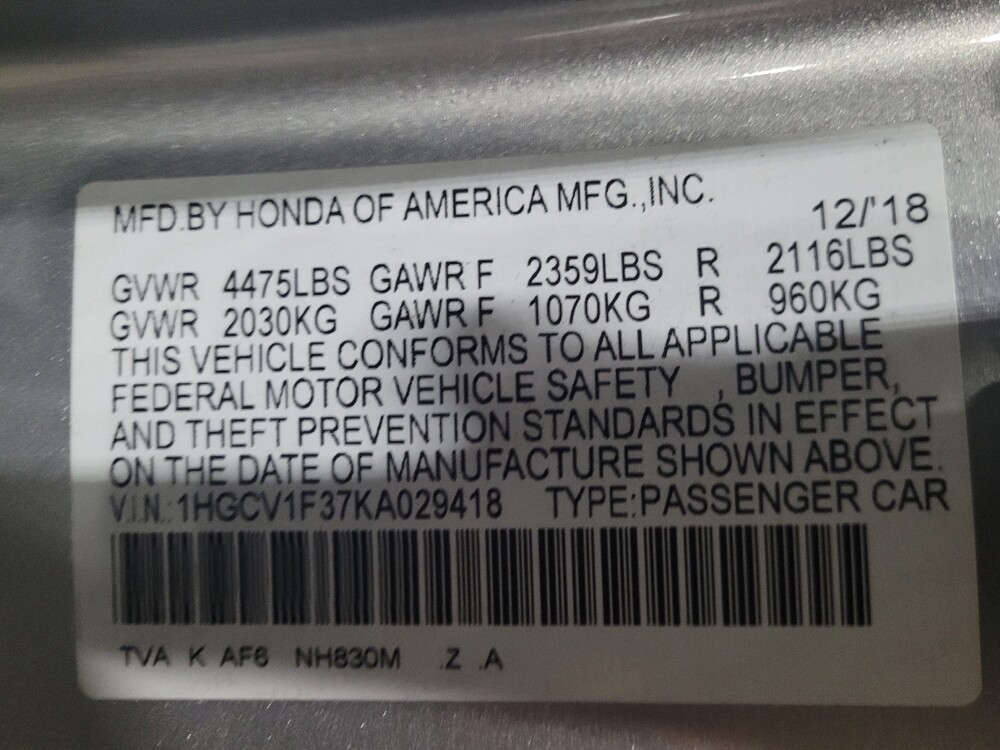 MFD.BY HONDA OF AMERICA MFG.,INC.
12/'18
GVWR 4475LBS GAWR F 2359LBS R 2116LBS
GVWR 2030KG GAWR F 1070KG R 960KG
THIS VEHICLE CONFORMS TO ALL APPLICABLE
FEDERAL MOTOR VEHICLE SAFETY , BUMPER,
AND THEFT PREVENTION STANDARDS IN EFFECT
ON THE DATE OF MANUFACTURE SHOWN ABOVE.
V.I.N.:1HGCV1F37KA029418 TYPE:PASSENGER CAR
TVA K AF6 NH830M .Z .A